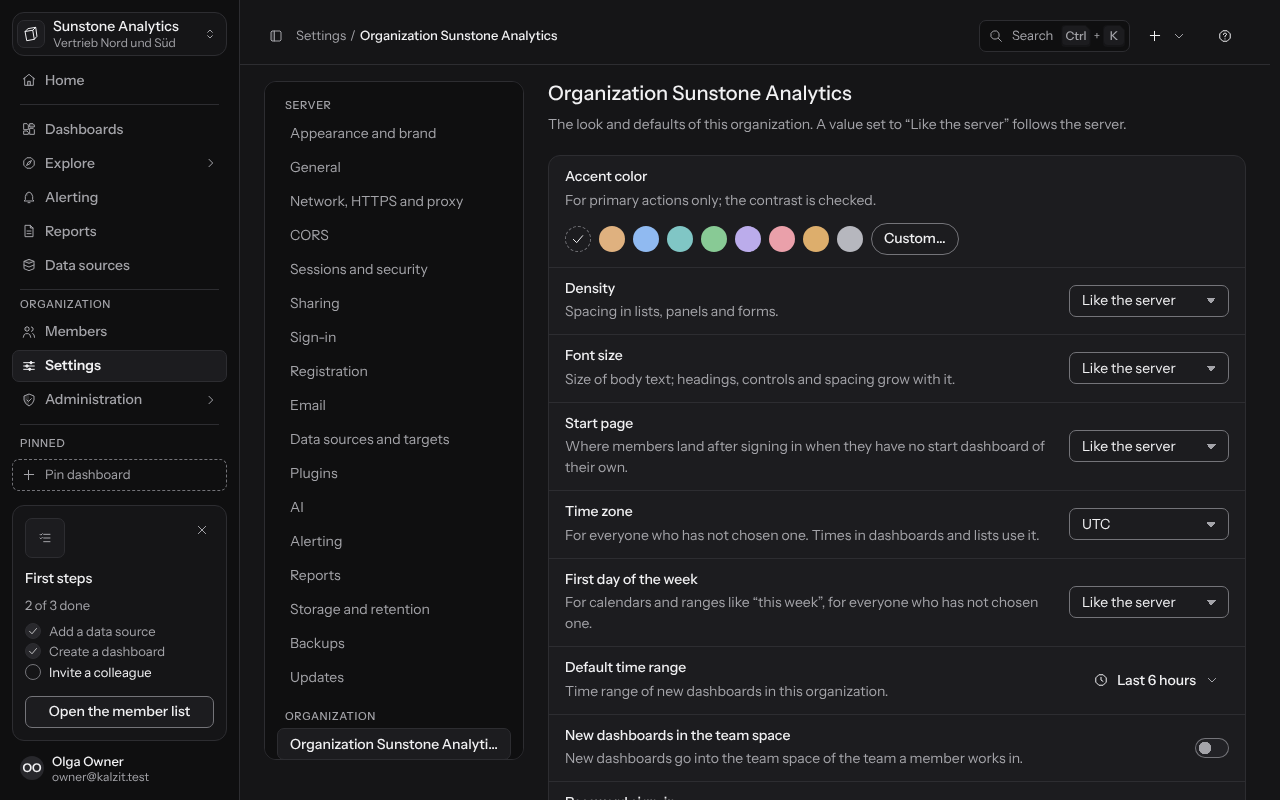 Sunstone Analytics
Vertrieb Nord und Süd
Home
Dashboards
Explore
Alerting
Reports
Data sources
ORGANIZATION
Members
Settings
Administration
PINNED
Pin dashboard
First steps
2 of 3 done
Add a data source
Create a dashboard
Invite a colleague
Open the member list
OO
Olga Owner
owner@kalzit.test
Settings / Organization Sunstone Analytics
Search Ctrl + K
SERVER
Appearance and brand
General
Network, HTTPS and proxy
CORS
Sessions and security
Sharing
Sign-in
Registration
Email
Data sources and targets
Plugins
AI
Alerting
Reports
Storage and retention
Backups
Updates
ORGANIZATION
Organization Sunstone Analyti...
Organization Sunstone Analytics
The look and defaults of this organization. A value set to “Like the server” follows the server.
Accent color
For primary actions only; the contrast is checked.
Custom...
Density
Spacing in lists, panels and forms.
Like the server
Font size
Size of body text; headings, controls and spacing grow with it.
Like the server
Start page
Where members land after signing in when they have no start dashboard of
their own.
Like the server
Time zone
For everyone who has not chosen one. Times in dashboards and lists use it.
UTC
First day of the week
For calendars and ranges like “this week”, for everyone who has not chosen
one.
Like the server
Default time range
Time range of new dashboards in this organization.
Last 6 hours
New dashboards in the team space
New dashboards go into the team space of the team a member works in.